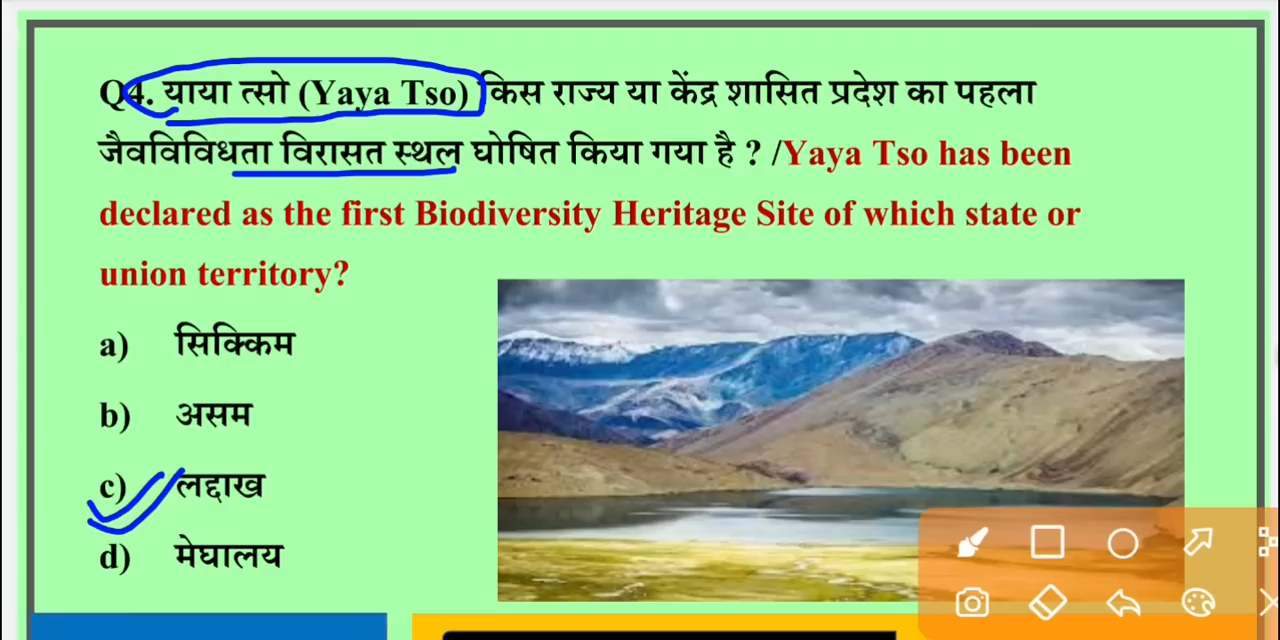 Q4. याया त्सो (Yaya Tso) किस राज्य या केंद्र शासित प्रदेश का पहला
जैवविविधता विरासत स्थल घोषित किया गया है ? /Yaya Tso has been
declared as the first Biodiversity Heritage Site of which state or
union territory?
a) सिक्किम
b) असम
c) लद्दाख
d) मेघालय